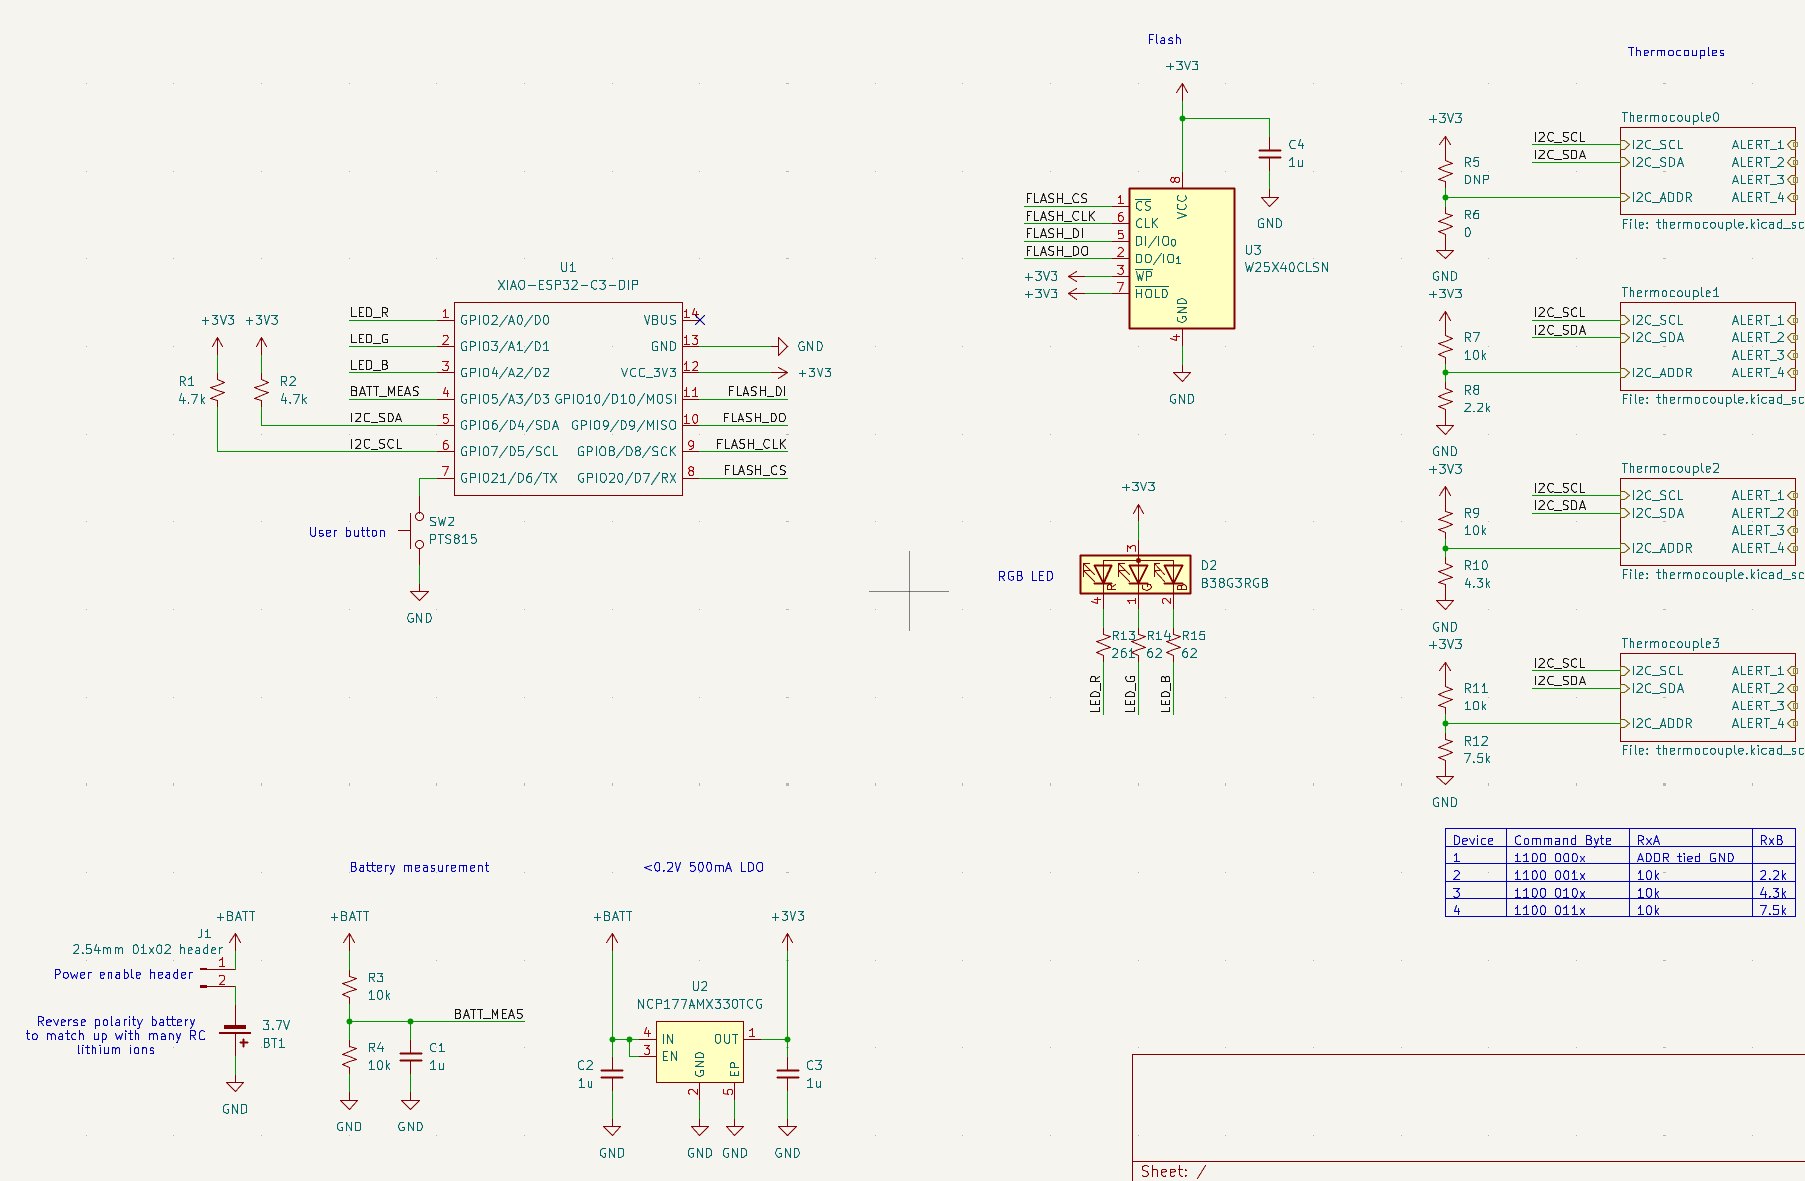 Flash
+3V3
C4
1u
GND
FLASH_CS
FLASH_CLK
FLASH_DI
FLASH_DO
+3V3
+3V3
1
6
5
2
3
7
8
4
CS
CLK
DI/IO0
DO/IO1
WP
HOLD
VCC
GND
U3
W25X40CLSN
GND
Thermocouples
+3V3
R5
DNP
R6
0
GND
I2C_SCL
I2C_SDA
Thermocouple0
I2C_SCL
I2C_SDA
I2C_ADDR
ALERT_1
ALERT_2
ALERT_3
ALERT_4
File: thermocouple.kicad_sc
+3V3
R7
10k
R8
2.2k
GND
I2C_SCL
I2C_SDA
Thermocouple1
I2C_SCL
I2C_SDA
I2C_ADDR
ALERT_1
ALERT_2
ALERT_3
ALERT_4
File: thermocouple.kicad_sc
+3V3
R9
10k
R10
4.3k
GND
I2C_SCL
I2C_SDA
Thermocouple2
I2C_SCL
I2C_SDA
I2C_ADDR
ALERT_1
ALERT_2
ALERT_3
ALERT_4
File: thermocouple.kicad_sc
+3V3
R11
10k
R12
7.5k
GND
I2C_SCL
I2C_SDA
Thermocouple3
I2C_SCL
I2C_SDA
I2C_ADDR
ALERT_1
ALERT_2
ALERT_3
ALERT_4
File: thermocouple.kicad_sc
U1
XIAO-ESP32-C3-DIP
+3V3 +3V3
R1
4.7k
R2
4.7k
LED_R
LED_G
LED_B
BATT_MEAS
I2C_SDA
I2C_SCL
1
2
3
4
5
6
7
GPIO2/A0/D0
GPIO3/A1/D1
GPIO4/A2/D2
GPIO5/A3/D3
GPIO6/D4/SDA
GPIO7/D5/SCL
GPIO21/D6/TX
VBUS
GND
VCC_3V3
GPIO10/D10/MOSI
GPIO9/D9/MISO
GPIO8/D8/SCK
GPIO20/D7/RX
14
13
12
11
10
9
8
GND
+3V3
FLASH_DI
FLASH_DO
FLASH_CLK
FLASH_CS
User button
SW2
PTS815
GND
RGB LED
+3V3
3
D2
B38G3RGB
R
G
B
4
1
2
R13
261
R14
62
R15
62
LED_R
LED_G
LED_B
Device Command Byte RxA RxB
1 1100 000x ADDR tied GND
2 1100 001x 10k 2.2k
3 1100 010x 10k 4.3k
4 1100 011x 10k 7.5k
Battery measurement
<0.2V 500mA LDO
+BATT
J1
2.54mm 01x02 header
Power enable header
1
2
Reverse polarity battery
to match up with many RC
lithium ions
3.7V
BT1
+
GND
+BATT
R3
10k
BATT_MEAS
R4
10k
C1
1u
GND
GND
+BATT
+3V3
U2
NCP177AMX330TCG
4
3
IN
EN
OUT
GND
EP
1
2
5
C2
1u
C3
1u
GND
GND
GND
GND
Sheet: /